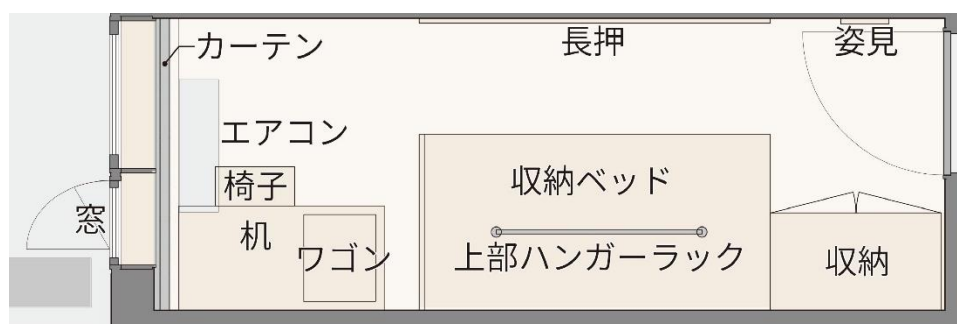 カーテン
長押
姿見
エアコン
椅子
収納ベッド
窓
机
ワゴン
上部ハンガーラック
収納